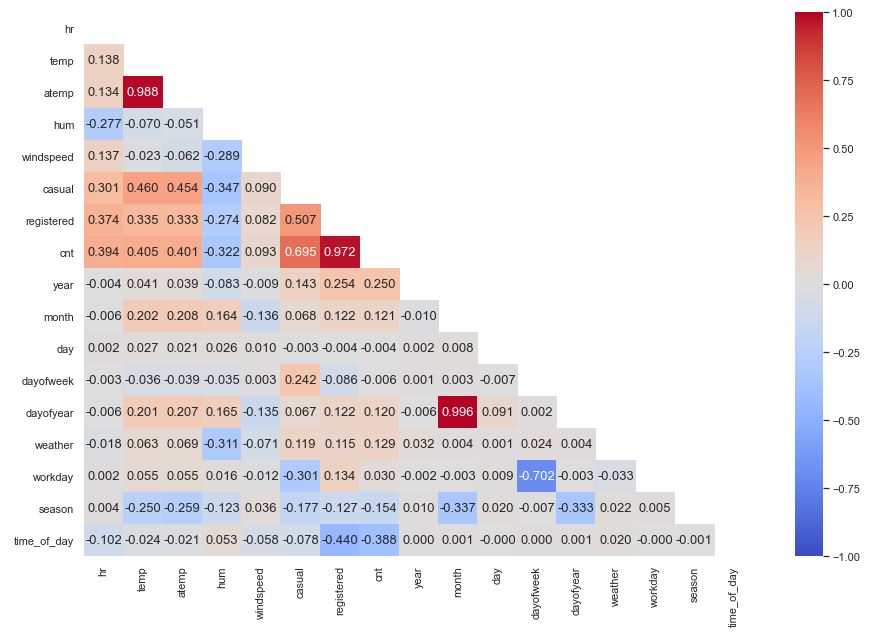 hr
temp 0.138
atemp 0.134 0.988
hum -0.277 -0.070 -0.051
windspeed 0.137 -0.023 -0.062 -0.289
casual 0.301 0.460 0.454 -0.347 0.090
registered 0.374 0.335 0.333 -0.274 0.082 0.507
cnt 0.394 0.405 0.401 -0.322 0.093 0.695 0.972
year -0.004 0.041 0.039 -0.083 -0.009 0.143 0.254 0.250
month -0.006 0.202 0.208 0.164 -0.136 0.068 0.122 0.121 -0.010
day 0.002 0.027 0.021 0.026 0.010 -0.003 -0.004 -0.004 0.002 0.008
dayofweek -0.003 -0.036 -0.039 -0.035 0.003 0.242 -0.086 -0.006 0.001 0.003 -0.007
dayofyear -0.006 0.201 0.207 0.165 -0.135 0.067 0.122 0.120 -0.006 0.996 0.091 0.002
weather -0.018 0.063 0.069 -0.311 -0.071 0.119 0.115 0.129 0.032 0.004 0.001 0.024 0.004
workday 0.002 0.055 0.055 0.016 -0.012 -0.301 0.134 0.030 -0.002 -0.003 0.009 -0.702 -0.003 -0.033
season 0.004 -0.250 -0.259 -0.123 0.036 -0.177 -0.127 -0.154 0.010 -0.337 0.020 -0.007 -0.333 0.022 0.005
time_of_day -0.102 -0.024 -0.021 0.053 -0.058 -0.078 -0.440 -0.388 0.000 0.001 -0.000 0.000 0.001 0.020 -0.000 -0.001
hr temp atemp hum windspeed casual registered cnt year month day dayofweek dayofyear weather workday season time_of_day
1.00
0.75
0.50
0.25
0.00
−0.25
−0.50
−0.75
−1.00